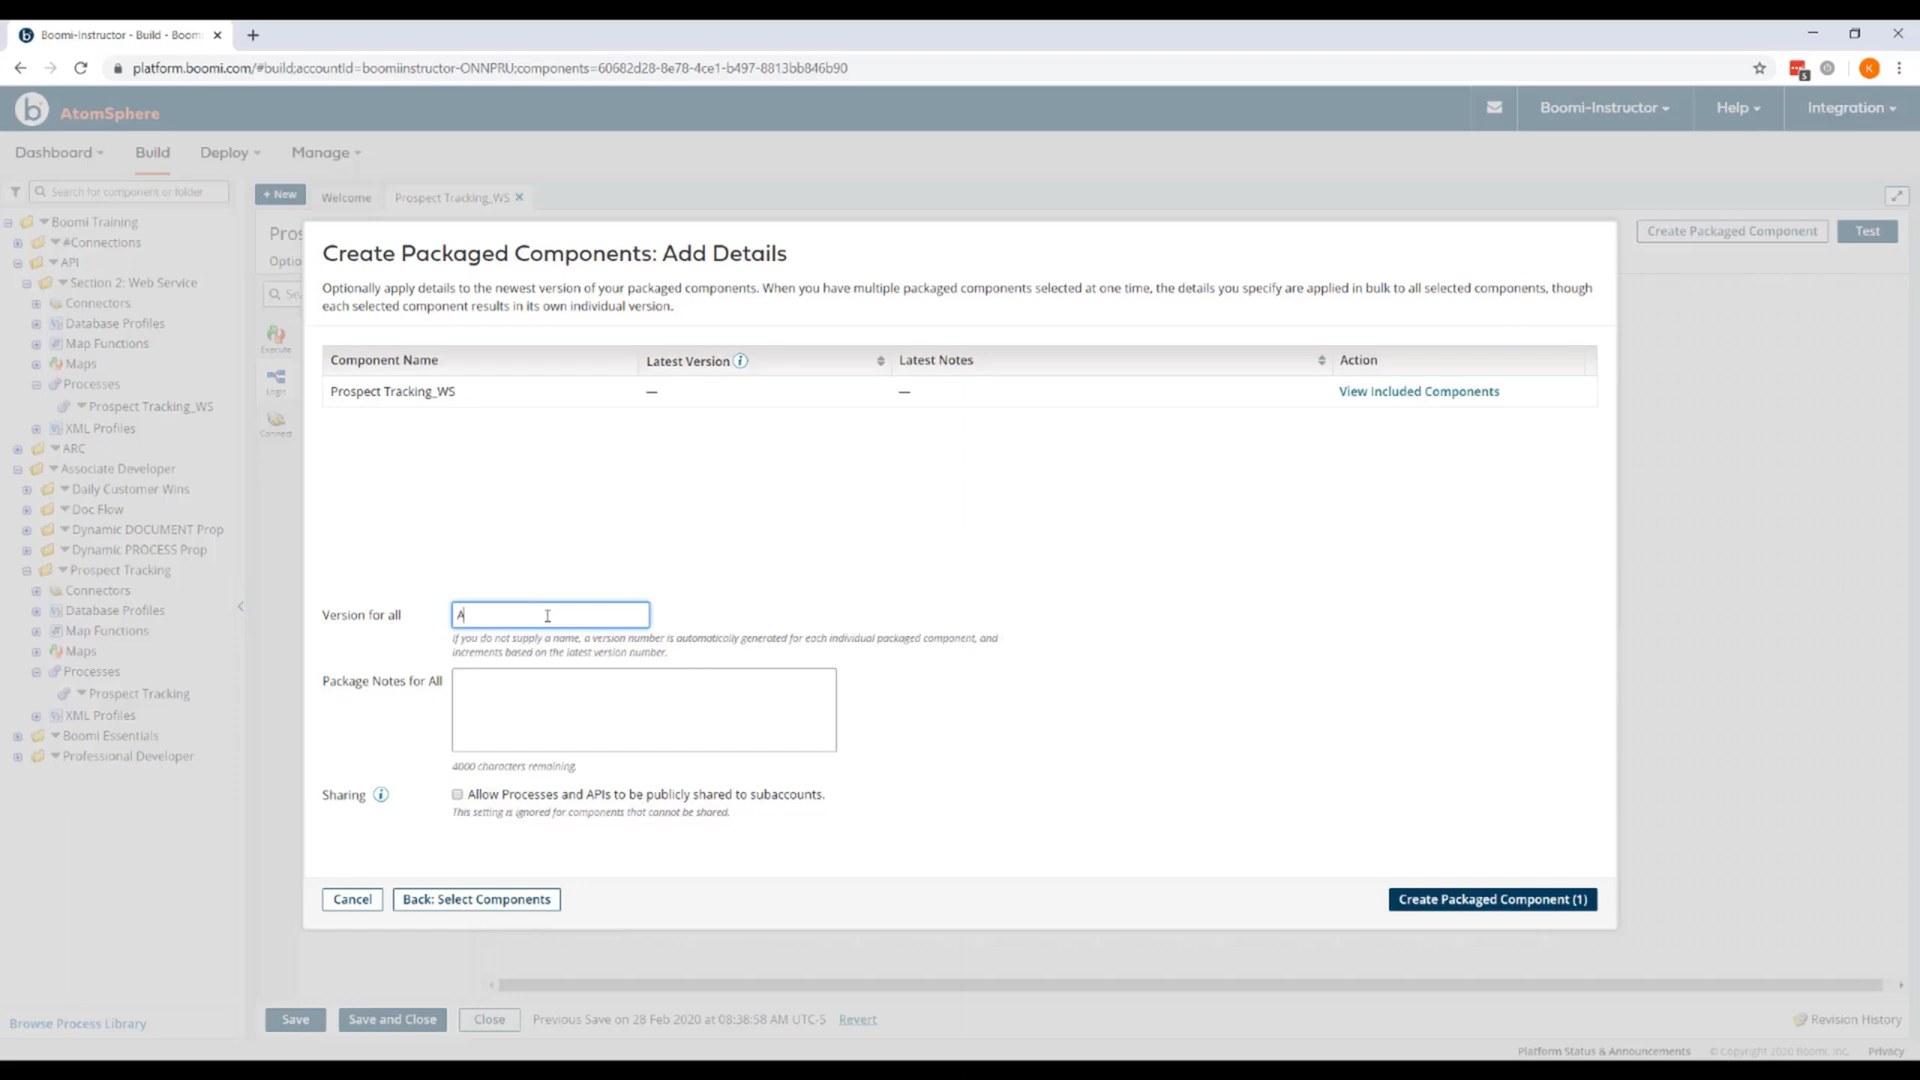 Boomi-Instructor - Build - Boomi
platform.boomi.com/#build;accountId=boomiinstructor-ONNPRU;components=60682d28-8e78-4ce1-b497-8813bb846b90
5
K
b AtomSphere
Boomi-Instructor
Help
Integration
Dashboard
Build
Deploy
Manage
Search for component or folder
+ New
Welcome
Prospect Tracking_WS
Boomi Training
#Connections
API
Section 2: Web Service
Connectors
Database Profiles
Map Functions
Maps
Processes
Prospect Tracking_WS
XML Profiles
ARC
Associate Developer
Daily Customer Wins
Doc Flow
Dynamic DOCUMENT Prop
Dynamic PROCESS Prop
Prospect Tracking
Connectors
Database Profiles
Map Functions
Maps
Processes
Prospect Tracking
XML Profiles
Boomi Essentials
Professional Developer
Browse Process Library
Pros
Optio
Sea
Execute
Logic
Connect
Create Packaged Component
Test
Create Packaged Components: Add Details
Optionally apply details to the newest version of your packaged components. When you have multiple packaged components selected at one time, the details you specify are applied in bulk to all selected components, though
each selected component results in its own individual version.
Component Name
Latest Version
Latest Notes
Action
Prospect Tracking_WS
—
—
View Included Components
Version for all
A
If you do not supply a name, a version number is automatically generated for each individual packaged component, and
increments based on the latest version number.
Package Notes for All
4000 characters remaining.
Sharing
Allow Processes and APIs to be publicly shared to subaccounts.
This setting is ignored for components that cannot be shared.
Cancel
Back: Select Components
Create Packaged Component (1)
Save
Save and Close
Close
Previous Save on 28 Feb 2020 at 08:38:58 AM UTC-5
Revert
Revision History
Platform Status & Announcements
© Copyright 2020 Boomi, Inc.
Privacy